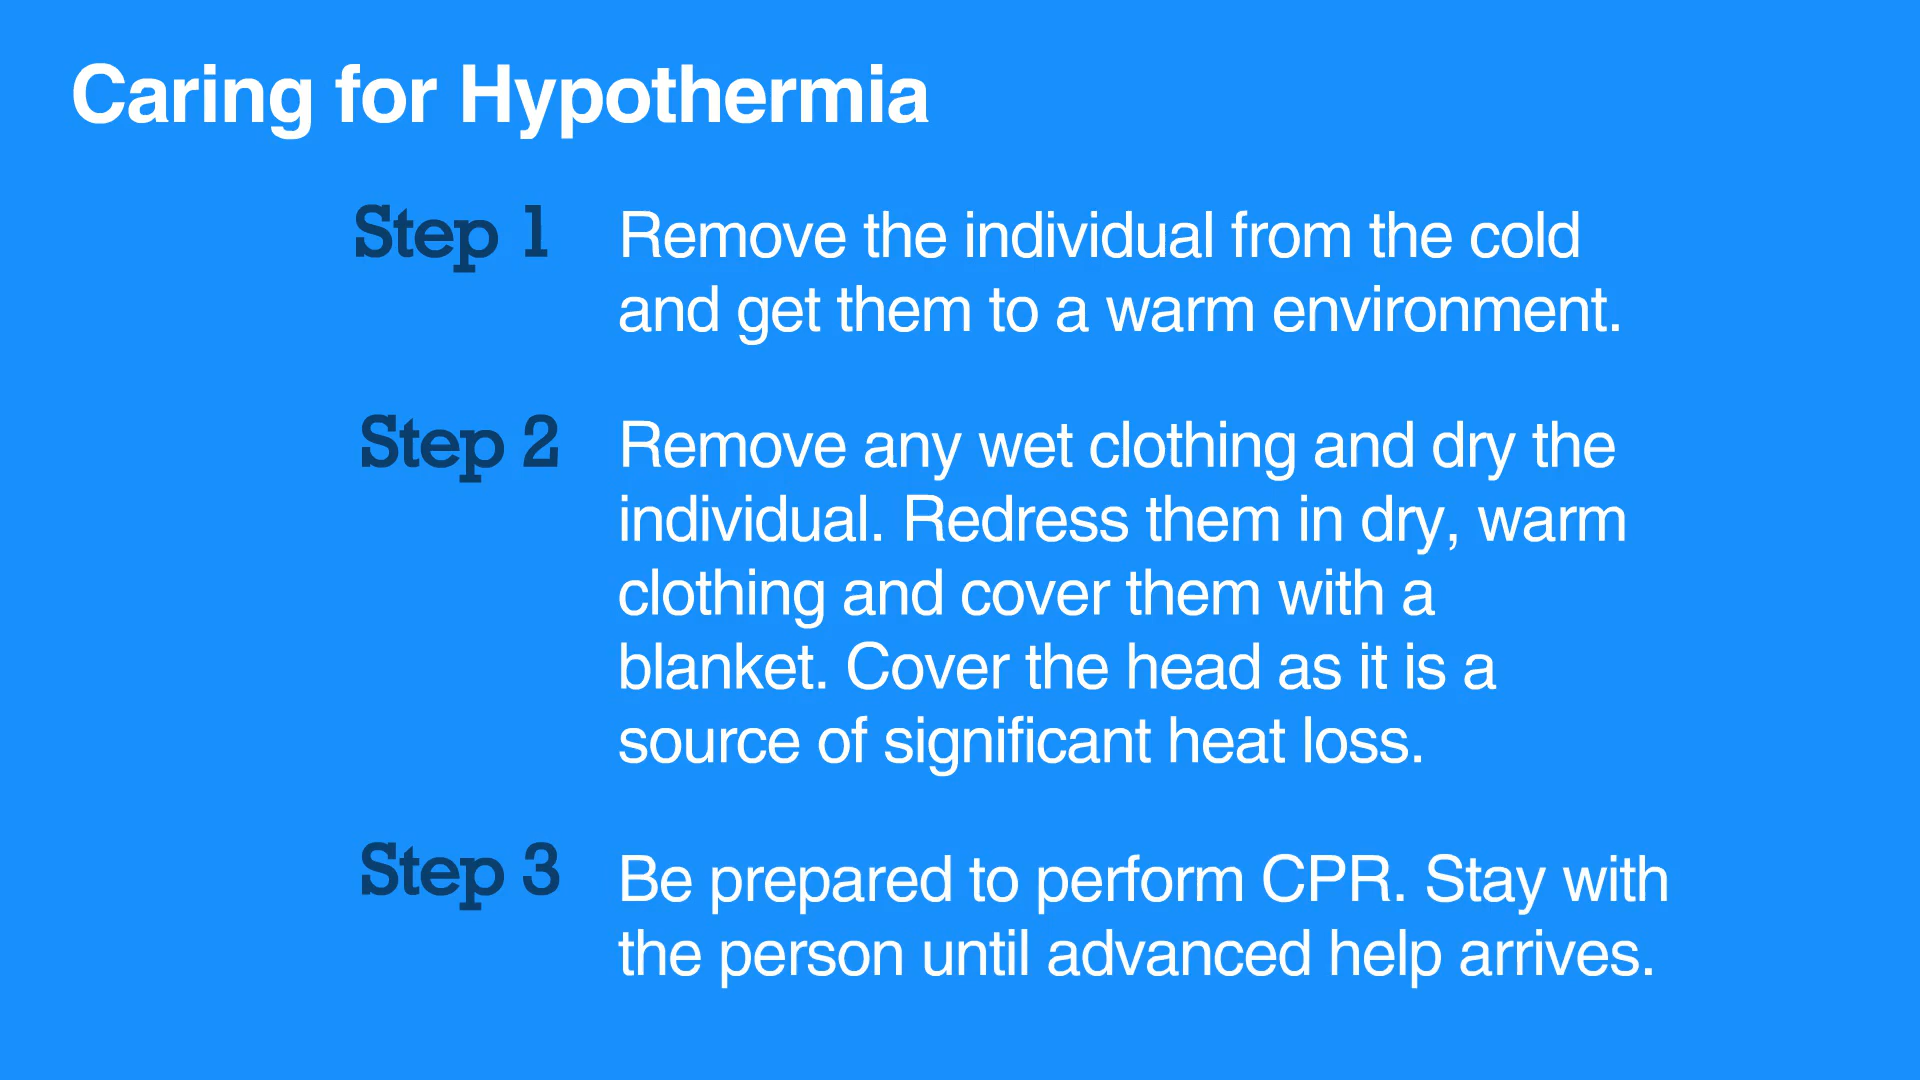 Caring for Hypothermia
Step 1
Remove the individual from the cold
and get them to a warm environment.
Step 2
Remove any wet clothing and dry the
individual. Redress them in dry, warm
clothing and cover them with a
blanket. Cover the head as it is a
source of significant heat loss.
Step 3
Be prepared to perform CPR. Stay with
the person until advanced help arrives.